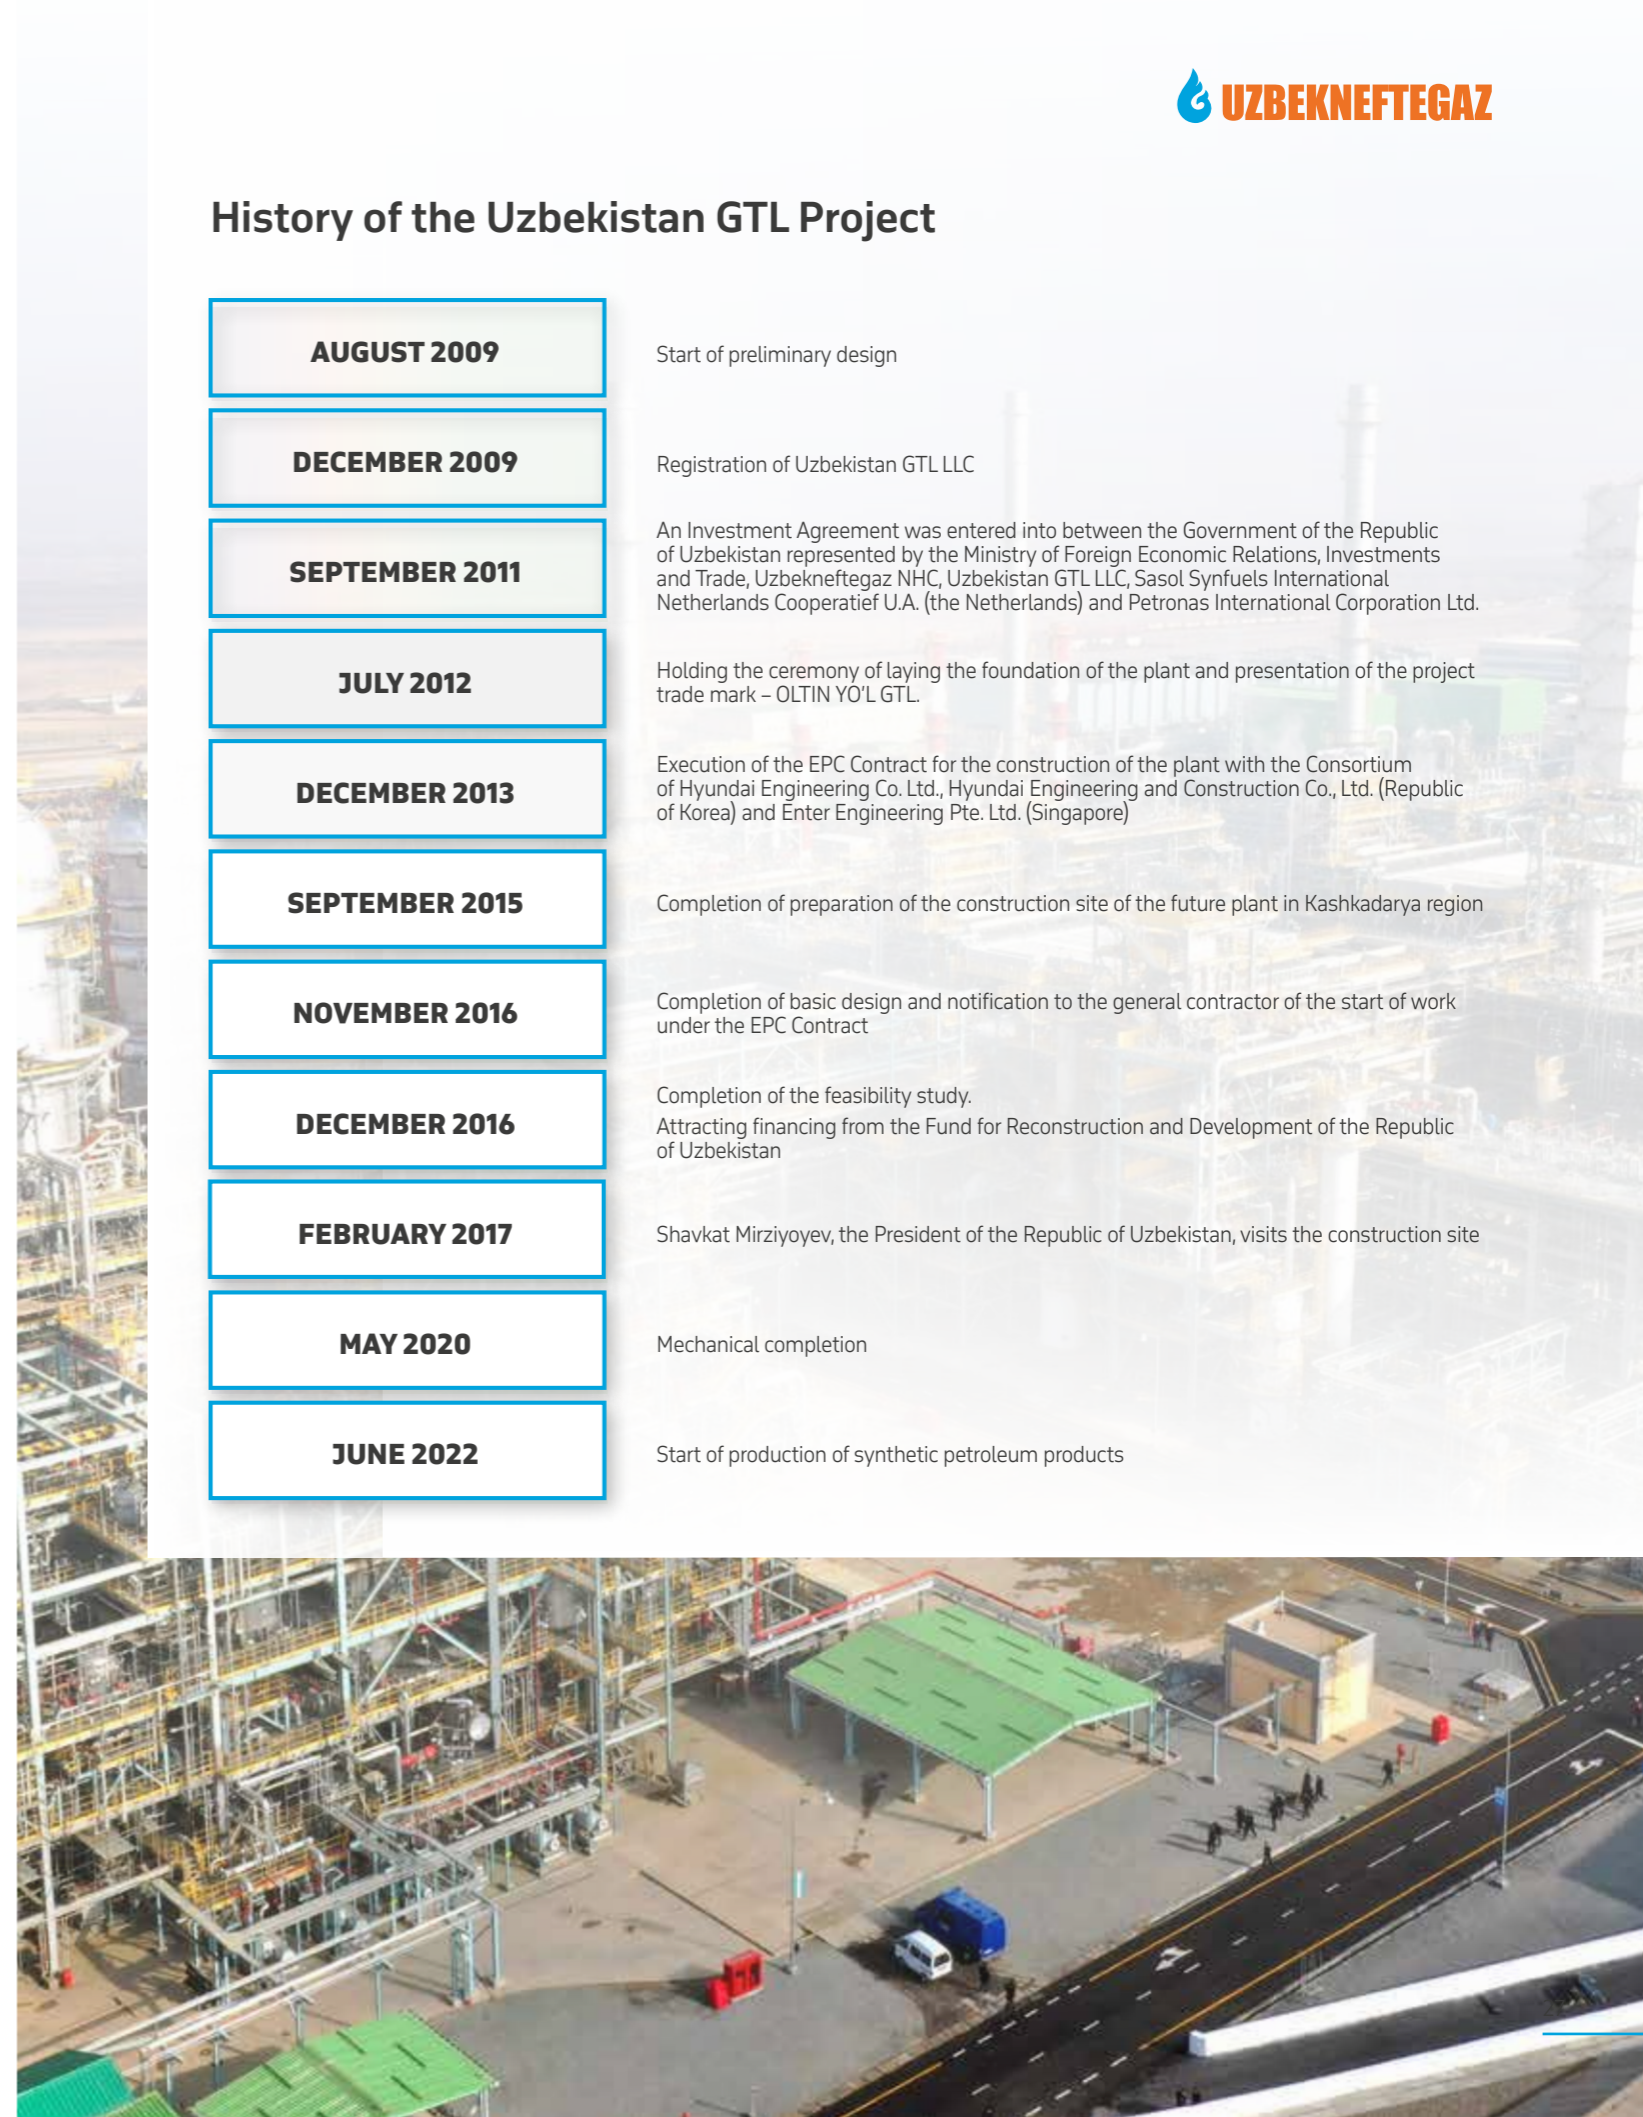 UZBEKNEFTEGAZ
History of the Uzbekistan GTL Project
AUGUST 2009
Start of preliminary design
DECEMBER 2009
Registration of Uzbekistan GTL LLC
SEPTEMBER 2011
An Investment Agreement was entered into between the Government of the Republic
of Uzbekistan represented by the Ministry of Foreign Economic Relations, Investments
and Trade, Uzbekneftegaz NHC, Uzbekistan GTL LLC, Sasol Synfuels International
Netherlands Cooperatief U.A. (the Netherlands) and Petronas International Corporation Ltd.
JULY 2012
Holding the ceremony of laying the foundation of the plant and presentation of the project
trade mark – OLTIN YO’L GTL.
DECEMBER 2013
Execution of the EPC Contract for the construction of the plant with the Consortium
of Hyundai Engineering Co. Ltd., Hyundai Engineering and Construction Co., Ltd. (Republic
of Korea) and Enter Engineering Pte. Ltd. (Singapore)
SEPTEMBER 2015
Completion of preparation of the construction site of the future plant in Kashkadarya region
NOVEMBER 2016
Completion of basic design and notification to the general contractor of the start of work
under the EPC Contract
DECEMBER 2016
Completion of the feasibility study.
Attracting financing from the Fund for Reconstruction and Development of the Republic
of Uzbekistan
FEBRUARY 2017
Shavkat Mirziyoyev, the President of the Republic of Uzbekistan, visits the construction site
MAY 2020
Mechanical completion
JUNE 2022
Start of production of synthetic petroleum products